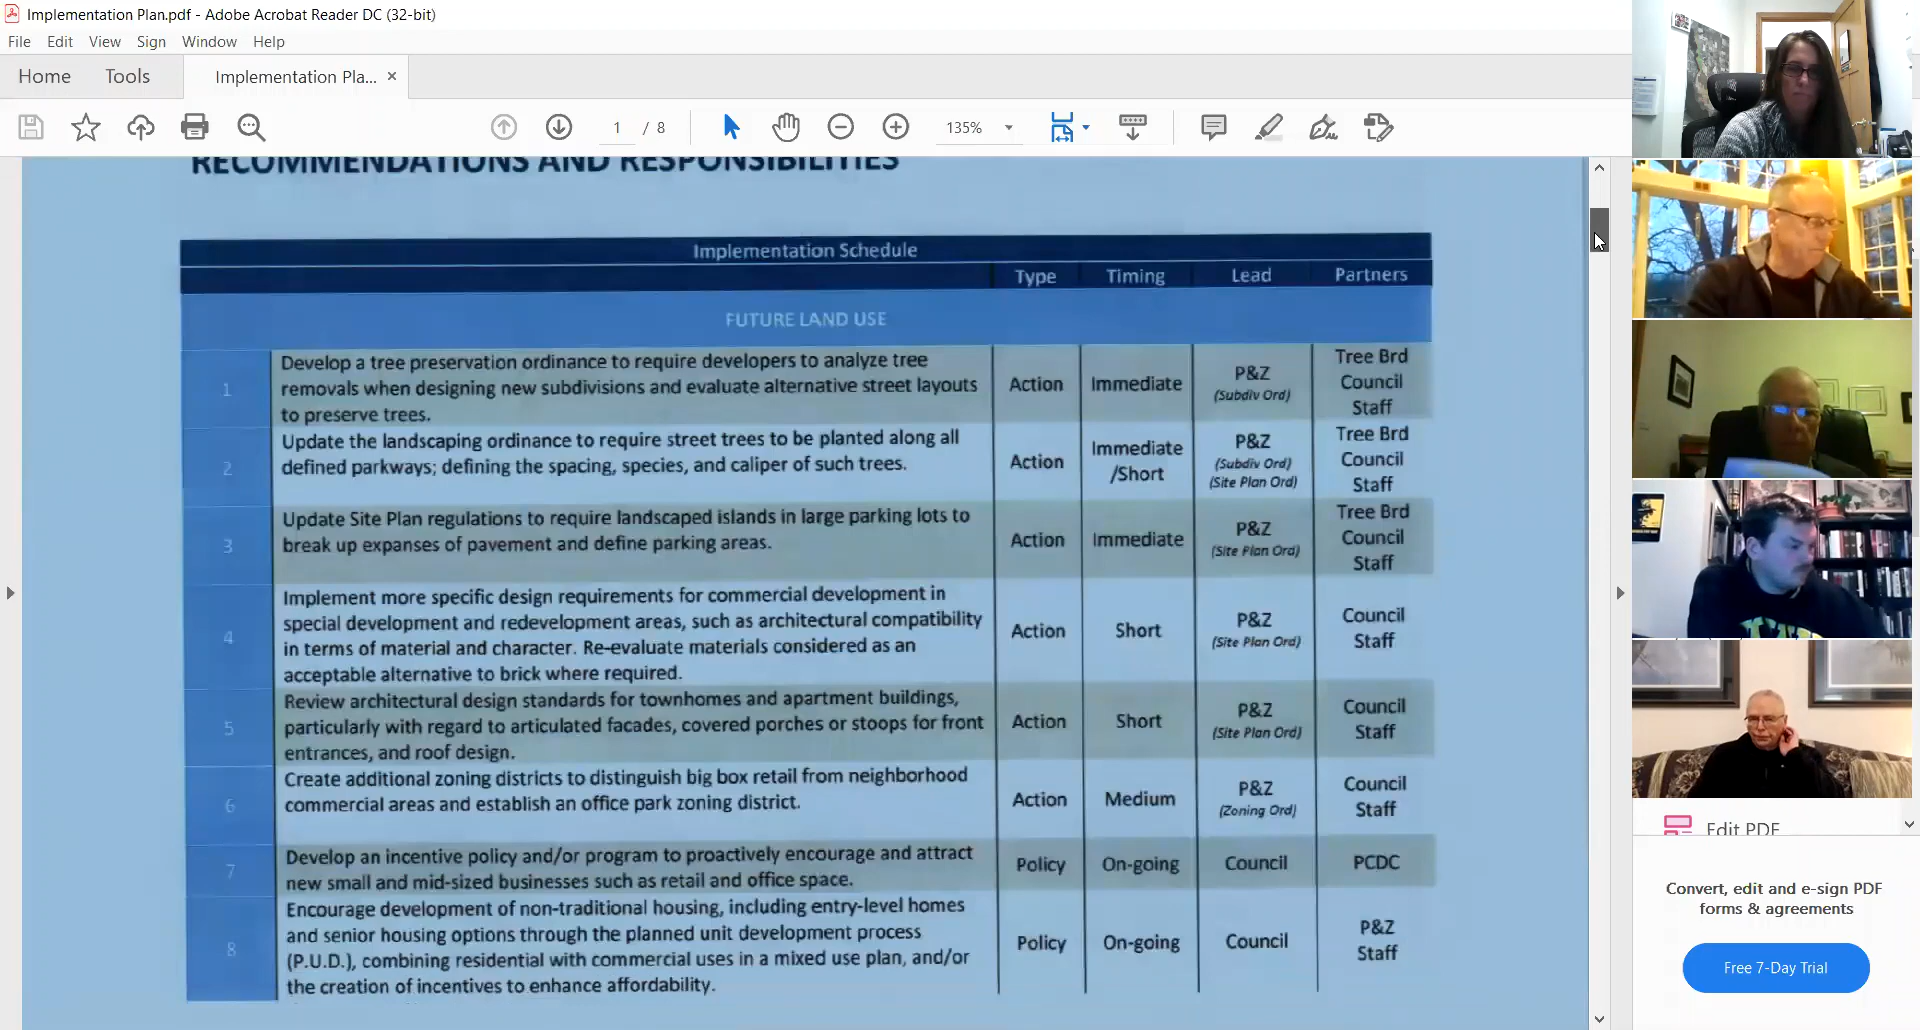 Implementation Plan.pdf - Adobe Acrobat Reader DC (32-bit)
File Edit View Sign Window Help
Home Tools Implementation Pla... ×
1 / 8 135%
RECOMMENDATIONS AND RESPONSIBILITIES
Implementation Schedule
Type Timing Lead Partners
FUTURE LAND USE
1
Develop a tree preservation ordinance to require developers to analyze tree
removals when designing new subdivisions and evaluate alternative street layouts
to preserve trees.
Action
Immediate
P&Z
(Subdiv Ord)
Tree Brd
Council
Staff
2
Update the landscaping ordinance to require street trees to be planted along all
defined parkways; defining the spacing, species, and caliper of such trees.
Action
Immediate
/Short
P&Z
(Subdiv Ord)
(Site Plan Ord)
Tree Brd
Council
Staff
3
Update Site Plan regulations to require landscaped islands in large parking lots to
break up expanses of pavement and define parking areas.
Action
Immediate
P&Z
(Site Plan Ord)
Tree Brd
Council
Staff
4
Implement more specific design requirements for commercial development in
special development and redevelopment areas, such as architectural compatibility
in terms of material and character. Re-evaluate materials considered as an
acceptable alternative to brick where required.
Action
Short
P&Z
(Site Plan Ord)
Council
Staff
5
Review architectural design standards for townhomes and apartment buildings,
particularly with regard to articulated facades, covered porches or stoops for front
entrances, and roof design.
Action
Short
P&Z
(Site Plan Ord)
Council
Staff
6
Create additional zoning districts to distinguish big box retail from neighborhood
commercial areas and establish an office park zoning district.
Action
Medium
P&Z
(Zoning Ord)
Council
Staff
7
Develop an incentive policy and/or program to proactively encourage and attract
new small and mid-sized businesses such as retail and office space.
Policy
On-going
Council
PCDC
8
Encourage development of non-traditional housing, including entry-level homes
and senior housing options through the planned unit development process
(P.U.D.), combining residential with commercial uses in a mixed use plan, and/or
the creation of incentives to enhance affordability.
Policy
On-going
Council
P&Z
Staff
Edit PDF
Convert, edit and e-sign PDF
forms & agreements
Free 7-Day Trial